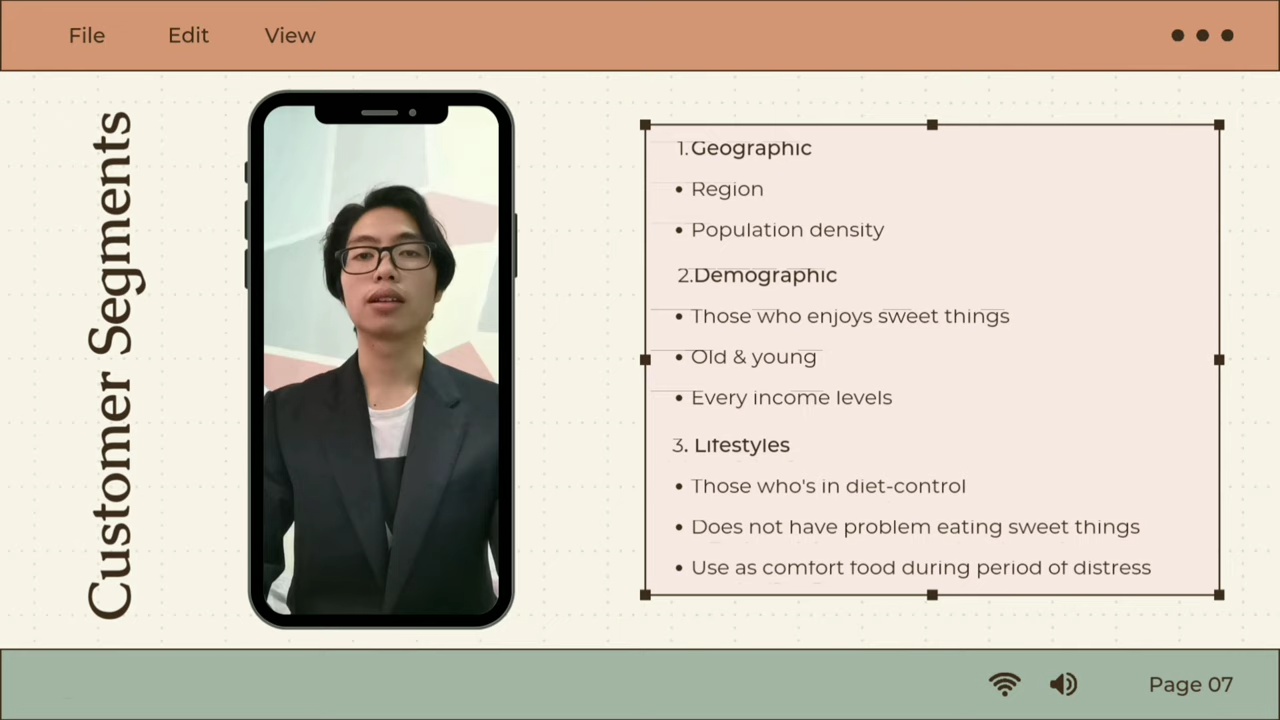 File Edit View
Customer Segments
1. Geographic
• Region
• Population density
2.Demographic
• Those who enjoys sweet things
• Old & young
• Every income levels
3. Lifestyles
• Those who's in diet-control
• Does not have problem eating sweet things
• Use as comfort food during period of distress
Page 07